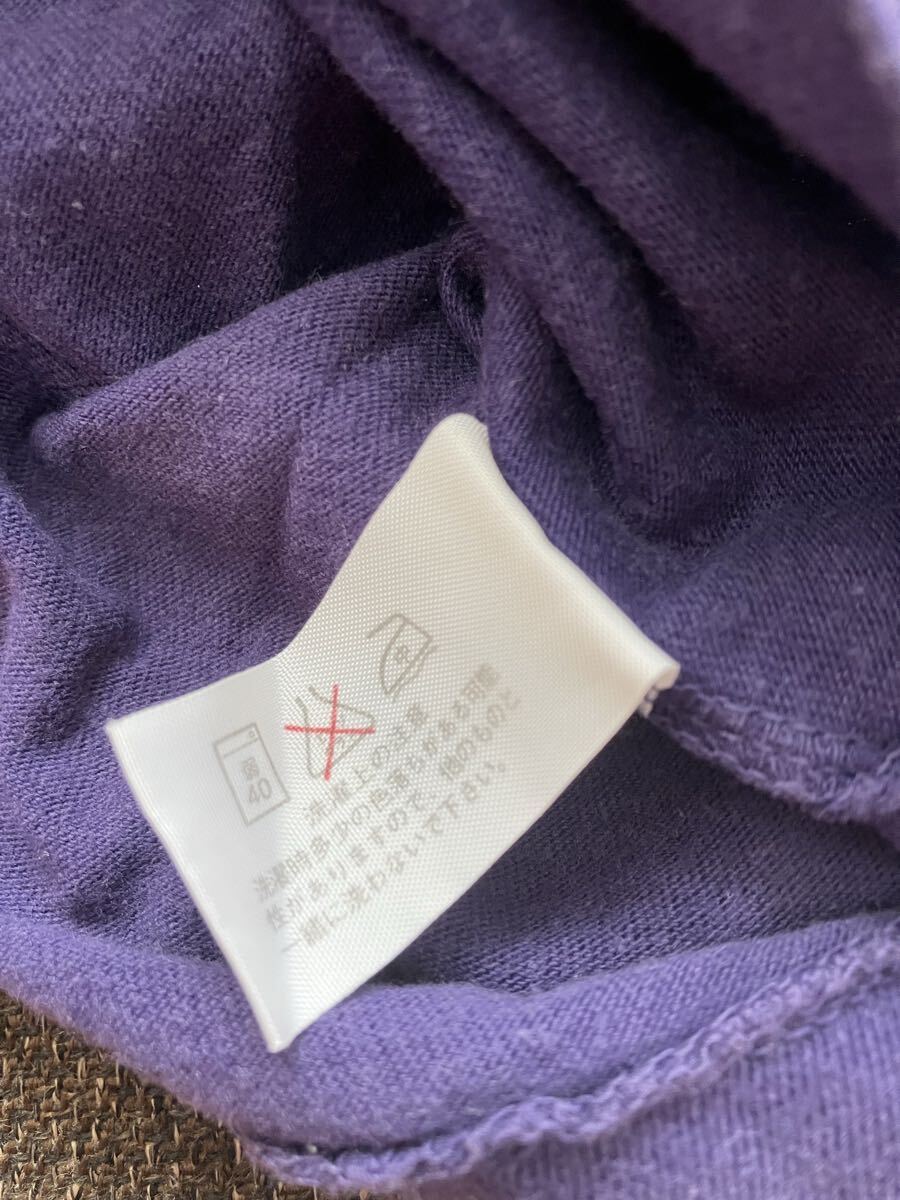 弱
40
中
洗濯上の注意
洗濯時多少の色落ちがある可能
性がありますので、他のものと
一緒に洗わないで下さい。